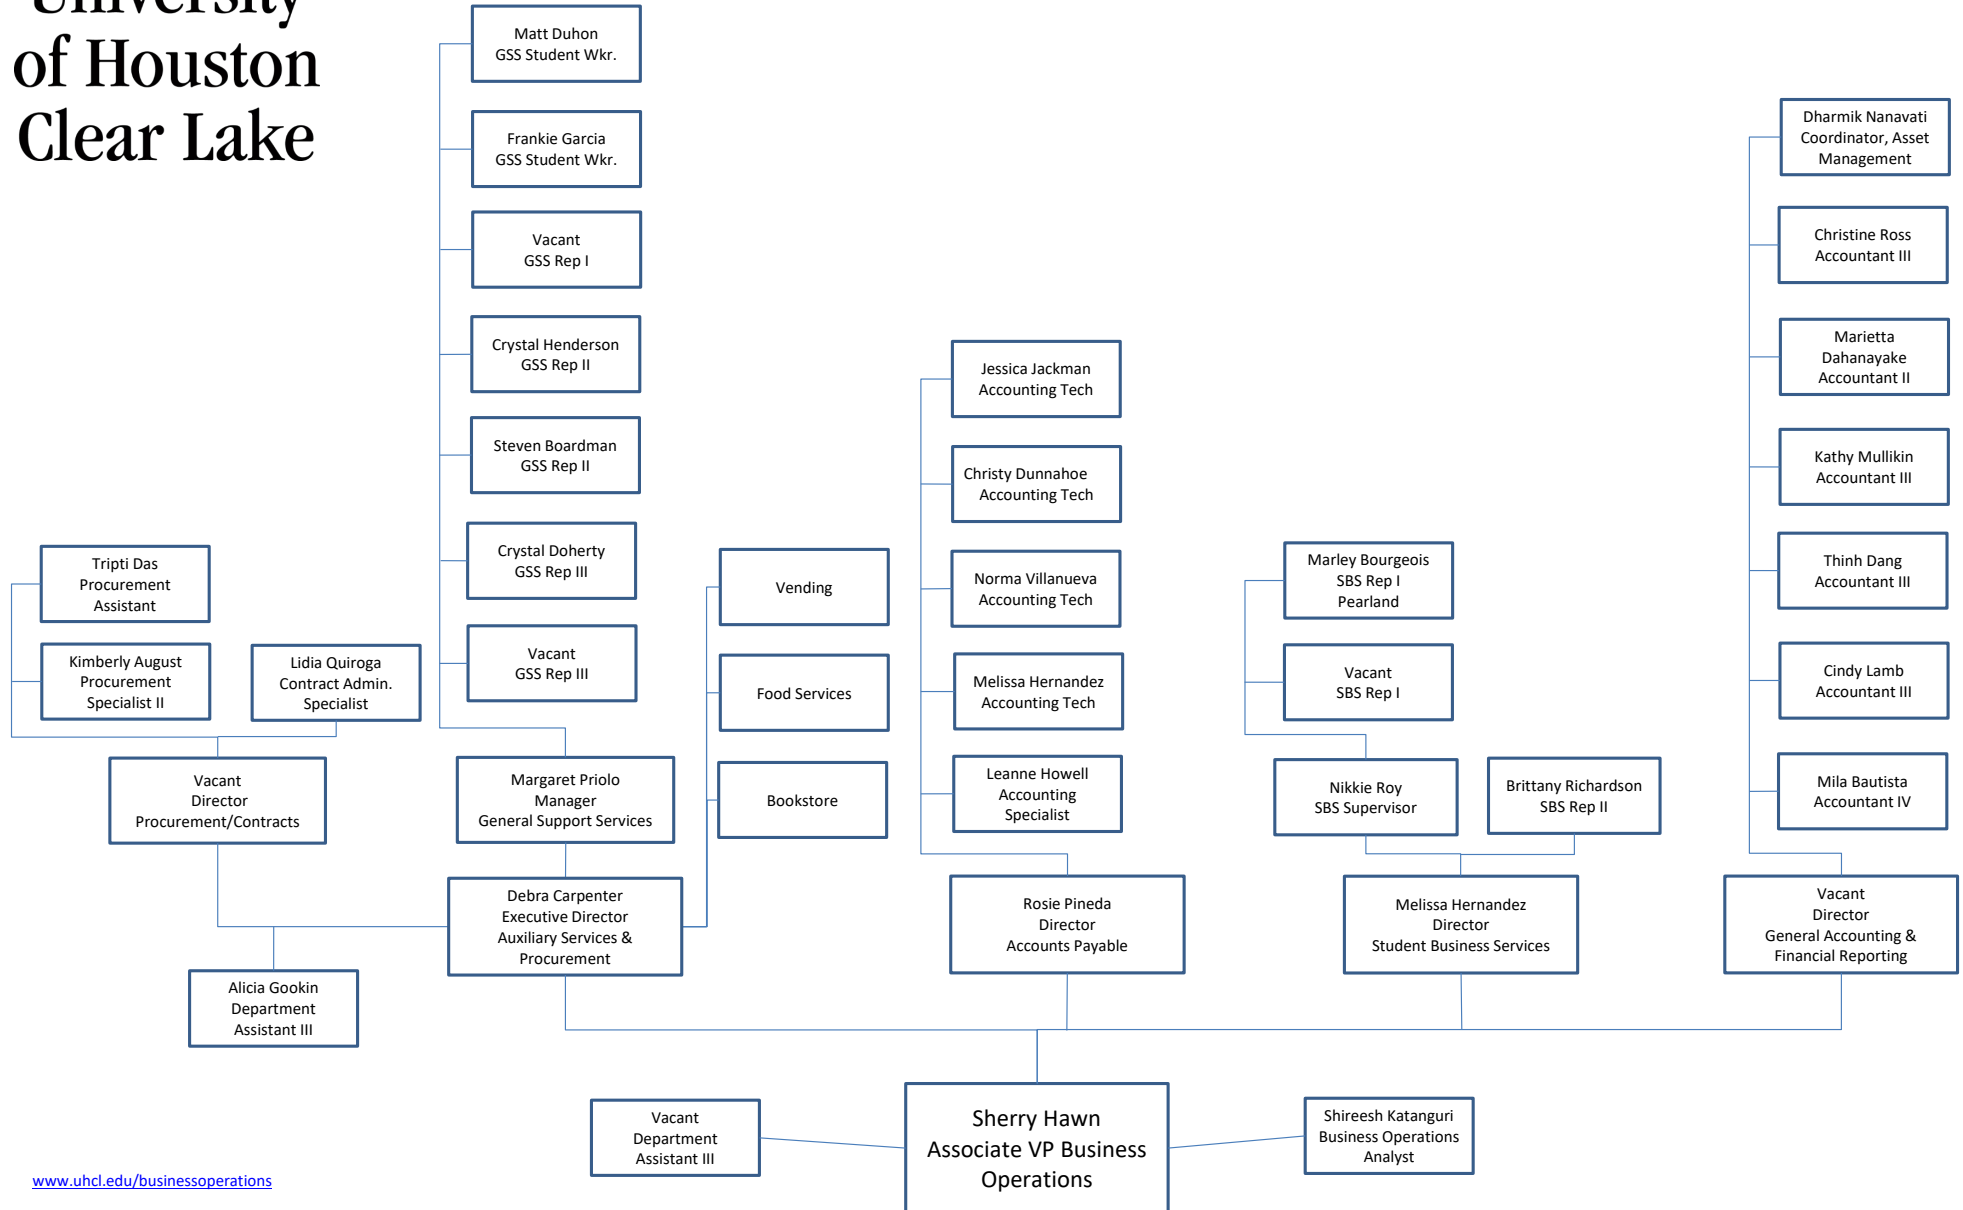 University
of Houston
Clear Lake
Matt Duhon
GSS Student Wkr.
Frankie Garcia
GSS Student Wkr.
Vacant
GSS Rep I
Crystal Henderson
GSS Rep II
Steven Boardman
GSS Rep II
Crystal Doherty
GSS Rep III
Vacant
GSS Rep III
Tripti Das
Procurement
Assistant
Kimberly August
Procurement
Specialist II
Lidia Quiroga
Contract Admin.
Specialist
Vacant
Director
Procurement/Contracts
Margaret Priolo
Manager
General Support Services
Vending
Food Services
Bookstore
Debra Carpenter
Executive Director
Auxiliary Services &
Procurement
Alicia Gookin
Department
Assistant III
Jessica Jackman
Accounting Tech
Christy Dunnahoe
Accounting Tech
Norma Villanueva
Accounting Tech
Melissa Hernandez
Accounting Tech
Leanne Howell
Accounting
Specialist
Rosie Pineda
Director
Accounts Payable
Marley Bourgeois
SBS Rep I
Pearland
Vacant
SBS Rep I
Nikkie Roy
SBS Supervisor
Brittany Richardson
SBS Rep II
Melissa Hernandez
Director
Student Business Services
Dharmik Nanavati
Coordinator, Asset
Management
Christine Ross
Accountant III
Marietta
Dahanayake
Accountant II
Kathy Mullikin
Accountant III
Thinh Dang
Accountant III
Cindy Lamb
Accountant III
Mila Bautista
Accountant IV
Vacant
Director
General Accounting &
Financial Reporting
Vacant
Department
Assistant III
Sherry Hawn
Associate VP Business
Operations
Shireesh Katanguri
Business Operations
Analyst
www.uhcl.edu/businessoperations